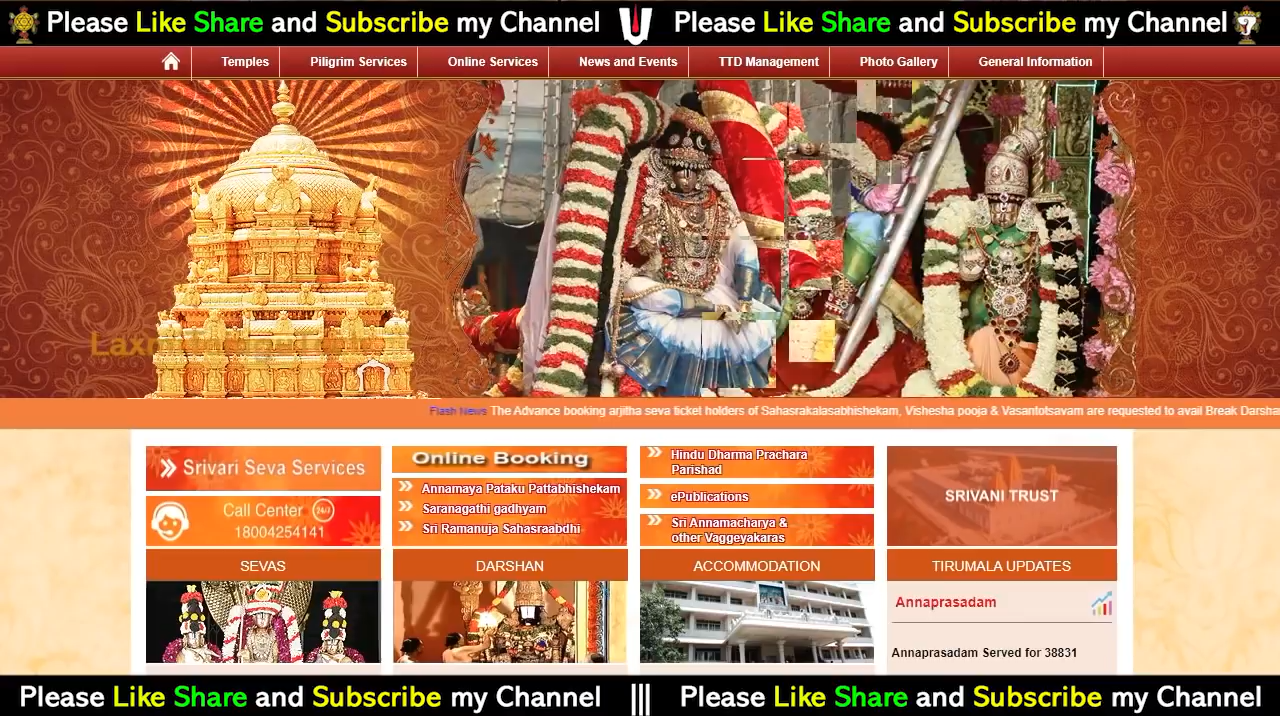 Please Like Share and Subscribe my Channel Please Like Share and Subscribe my Channel
Temples Piligrim Services Online Services News and Events TTD Management Photo Gallery General Information
Flash News The Advance booking arjitha seva ticket holders of Sahasrakalasabhishekam, Vishesha pooja & Vasantotsavam are requested to avail Break Darsha
Srivari Seva Services
Call Center 24/7
18004254141
Online Booking
Annamaya Pataku Pattabhishekam
Saranagathi gadhyam
Sri Ramanuja Sahasraabdhi
Hindu Dharma Prachara
Parishad
ePublications
Sri Annamacharya &
other Vaggeyakaras
SRIVANI TRUST
SEVAS
DARSHAN
ACCOMMODATION
TIRUMALA UPDATES
Annaprasadam
Annaprasadam Served for 38831
Please Like Share and Subscribe my Channel ||| Please Like Share and Subscribe my Channel